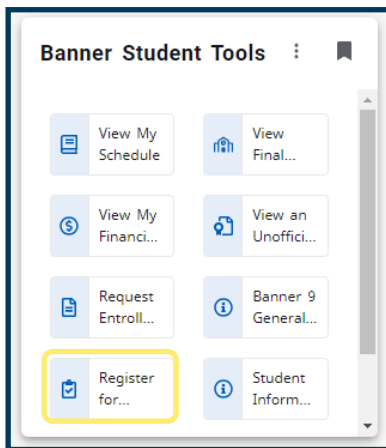 Banner Student Tools
View My
Schedule
View
Final...
View My
Financi...
View an
Unoffici...
Request
Enroll...
Banner 9
General...
Register
for...
Student
Inform...